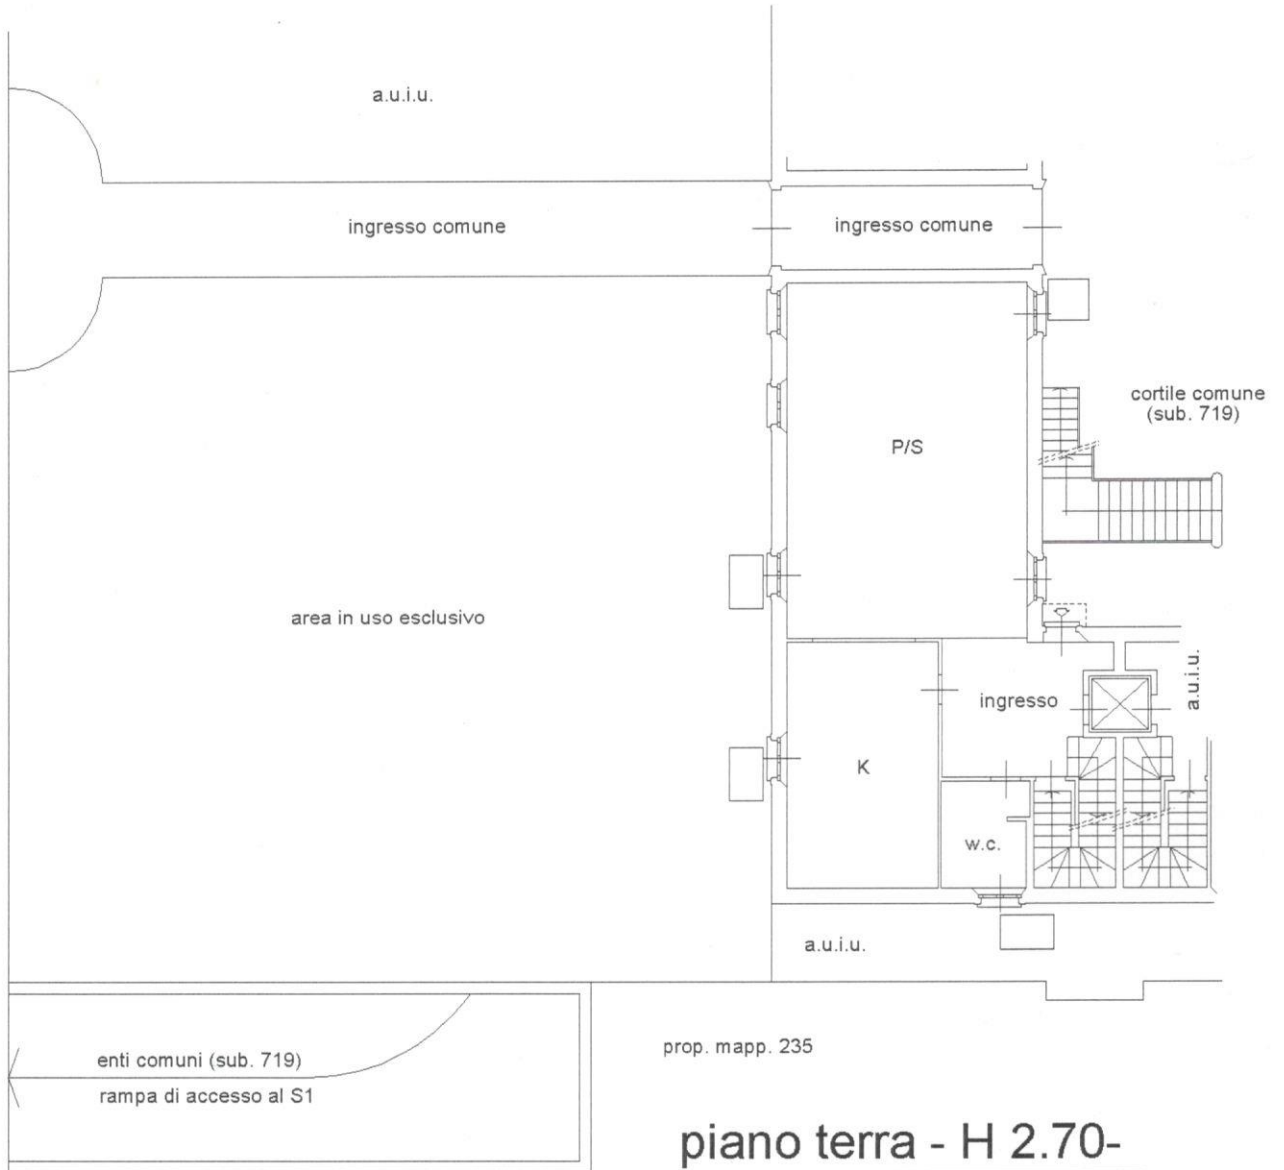 a.u.i.u.
ingresso comune
ingresso comune
cortile comune
(sub. 719)
P/S
area in uso esclusivo
a.u.i.u.
ingresso
K
w.c.
a.u.i.u.
prop. mapp. 235
enti comuni (sub. 719)
rampa di accesso al S1
piano terra - H 2.70-